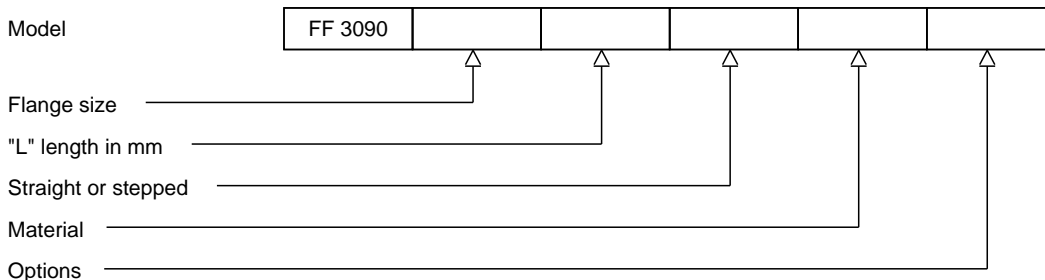 Model FF 3090
Flange size
"L" length in mm
Straight or stepped
Material
Options